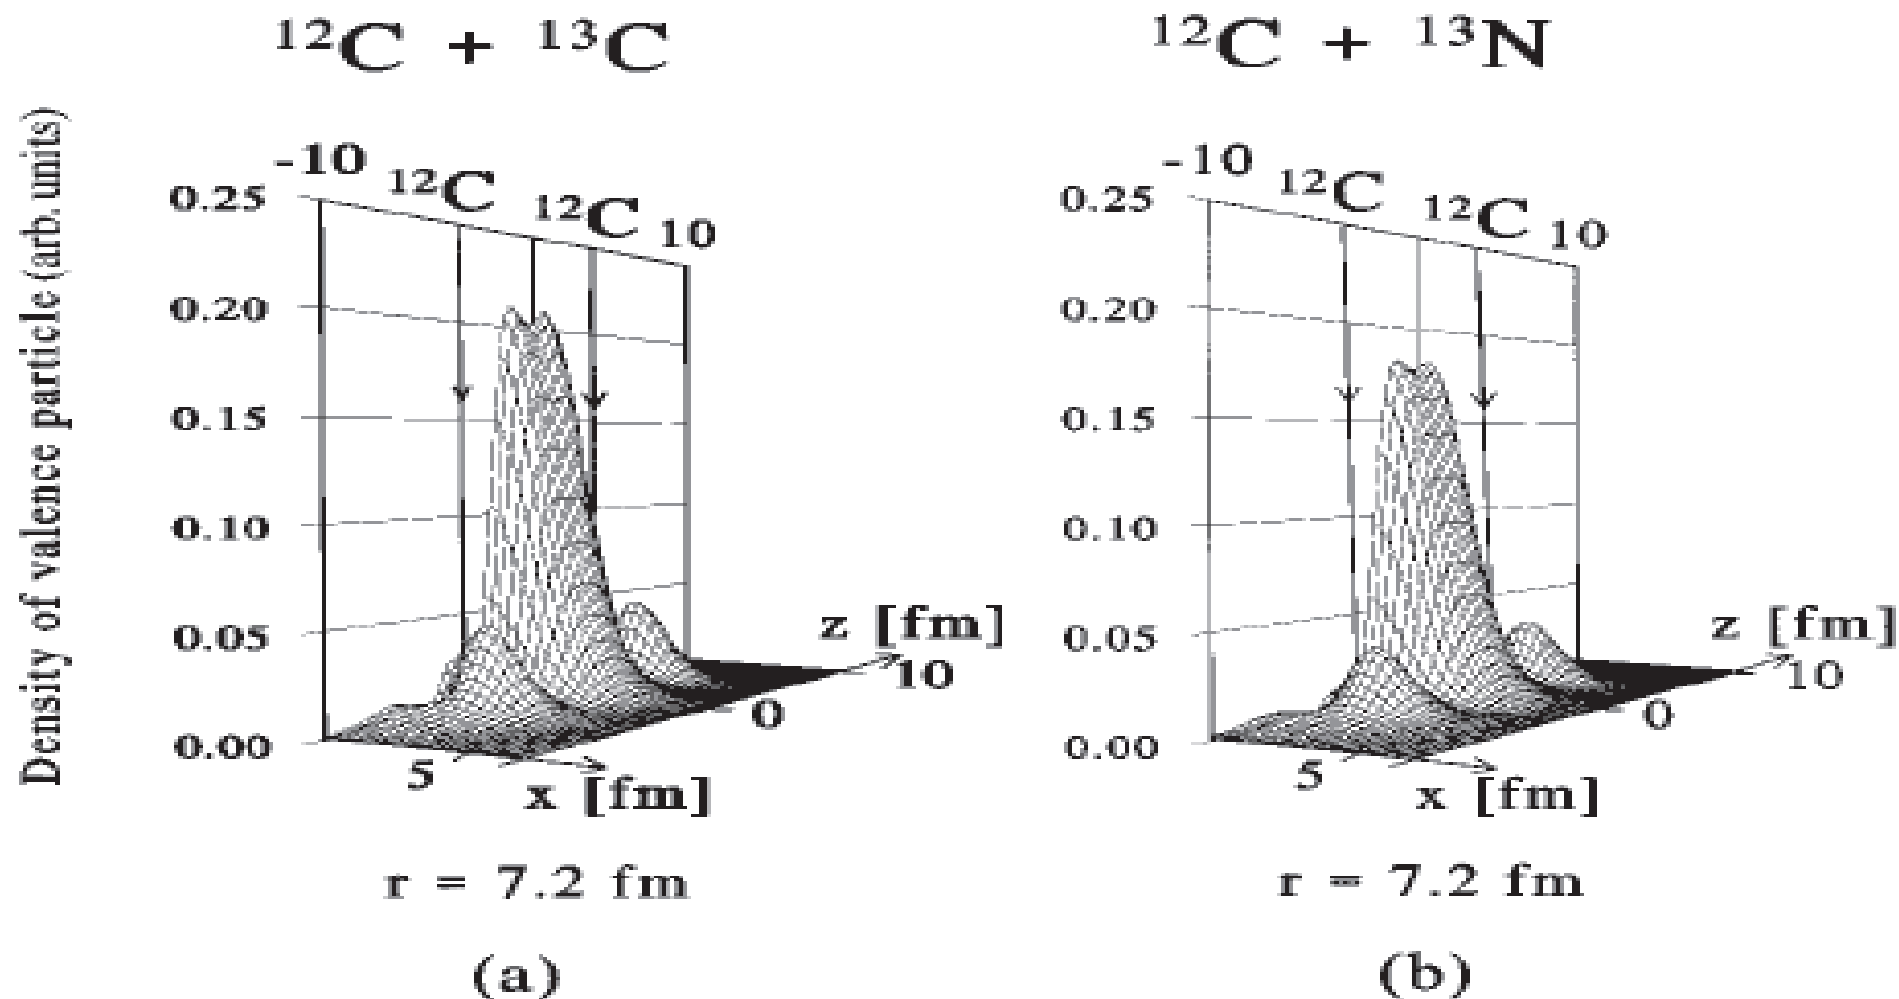 ¹²C + ¹³C
¹²C + ¹³N
Density of valence particle (arb. units)
-10 ¹²C ¹²C 10
0.25
0.20
0.15
0.10
0.05
0.00
z [fm]
10
0
5
x [fm]
r = 7.2 fm
(a)
-10 ¹²C ¹²C 10
0.25
0.20
0.15
0.10
0.05
0.00
z [fm]
10
0
5
x [fm]
r = 7.2 fm
(b)